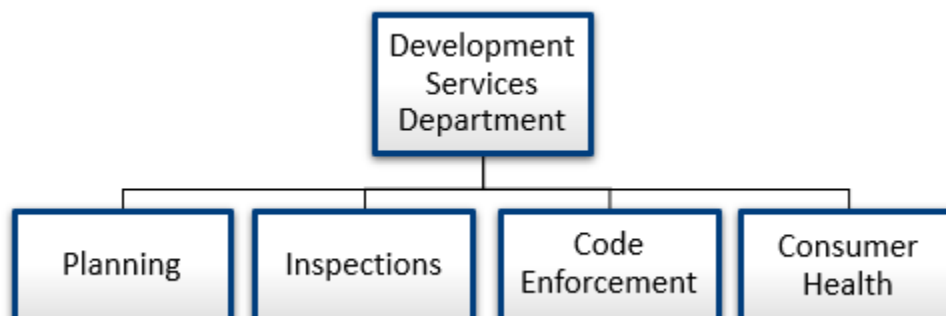 Development
Services
Department
Planning
Inspections
Code
Enforcement
Consumer
Health